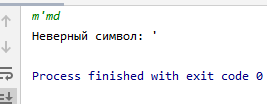 m'md
Неверный символ: '
Process finished with exit code 0